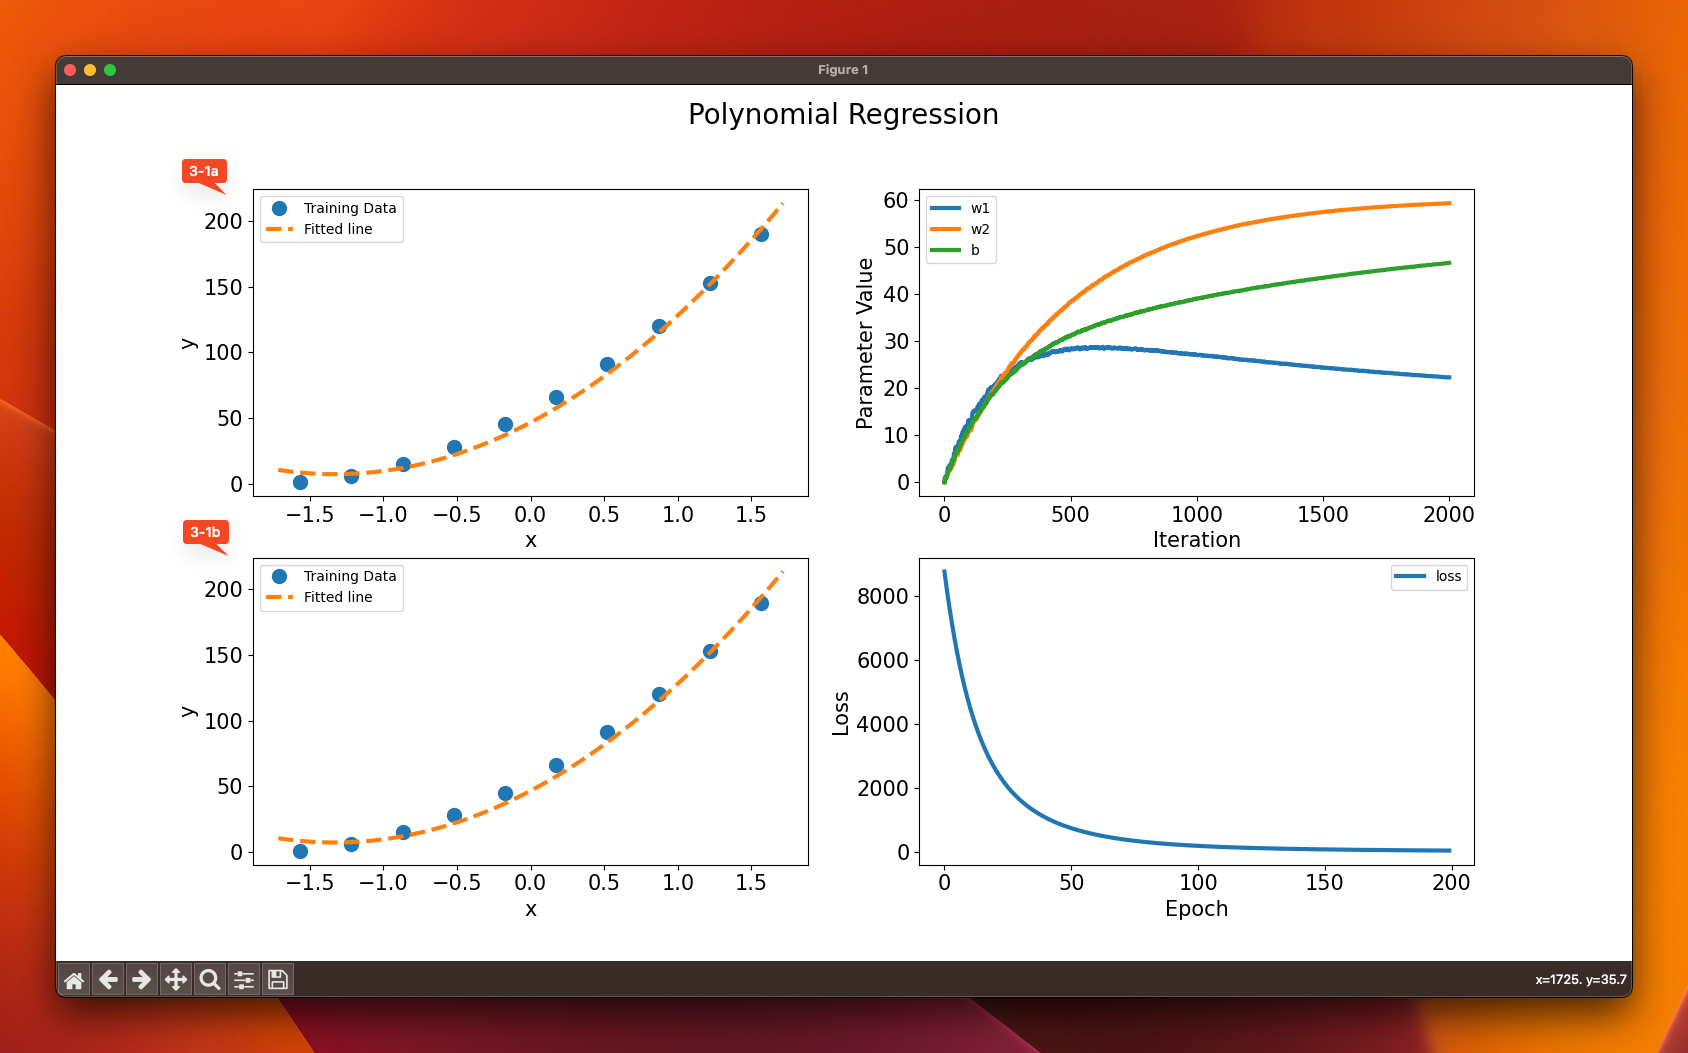 Figure 1
Polynomial Regression
3-1a
Training Data
Fitted line
200
150
100
50
0
y
−1.5 −1.0 −0.5 0.0 0.5 1.0 1.5
x
w1
w2
b
60
50
40
30
20
10
0
Parameter Value
0 500 1000 1500 2000
Iteration
3-1b
Training Data
Fitted line
200
150
100
50
0
y
−1.5 −1.0 −0.5 0.0 0.5 1.0 1.5
x
loss
8000
6000
4000
2000
0
Loss
0 50 100 150 200
Epoch
x=1725. y=35.7